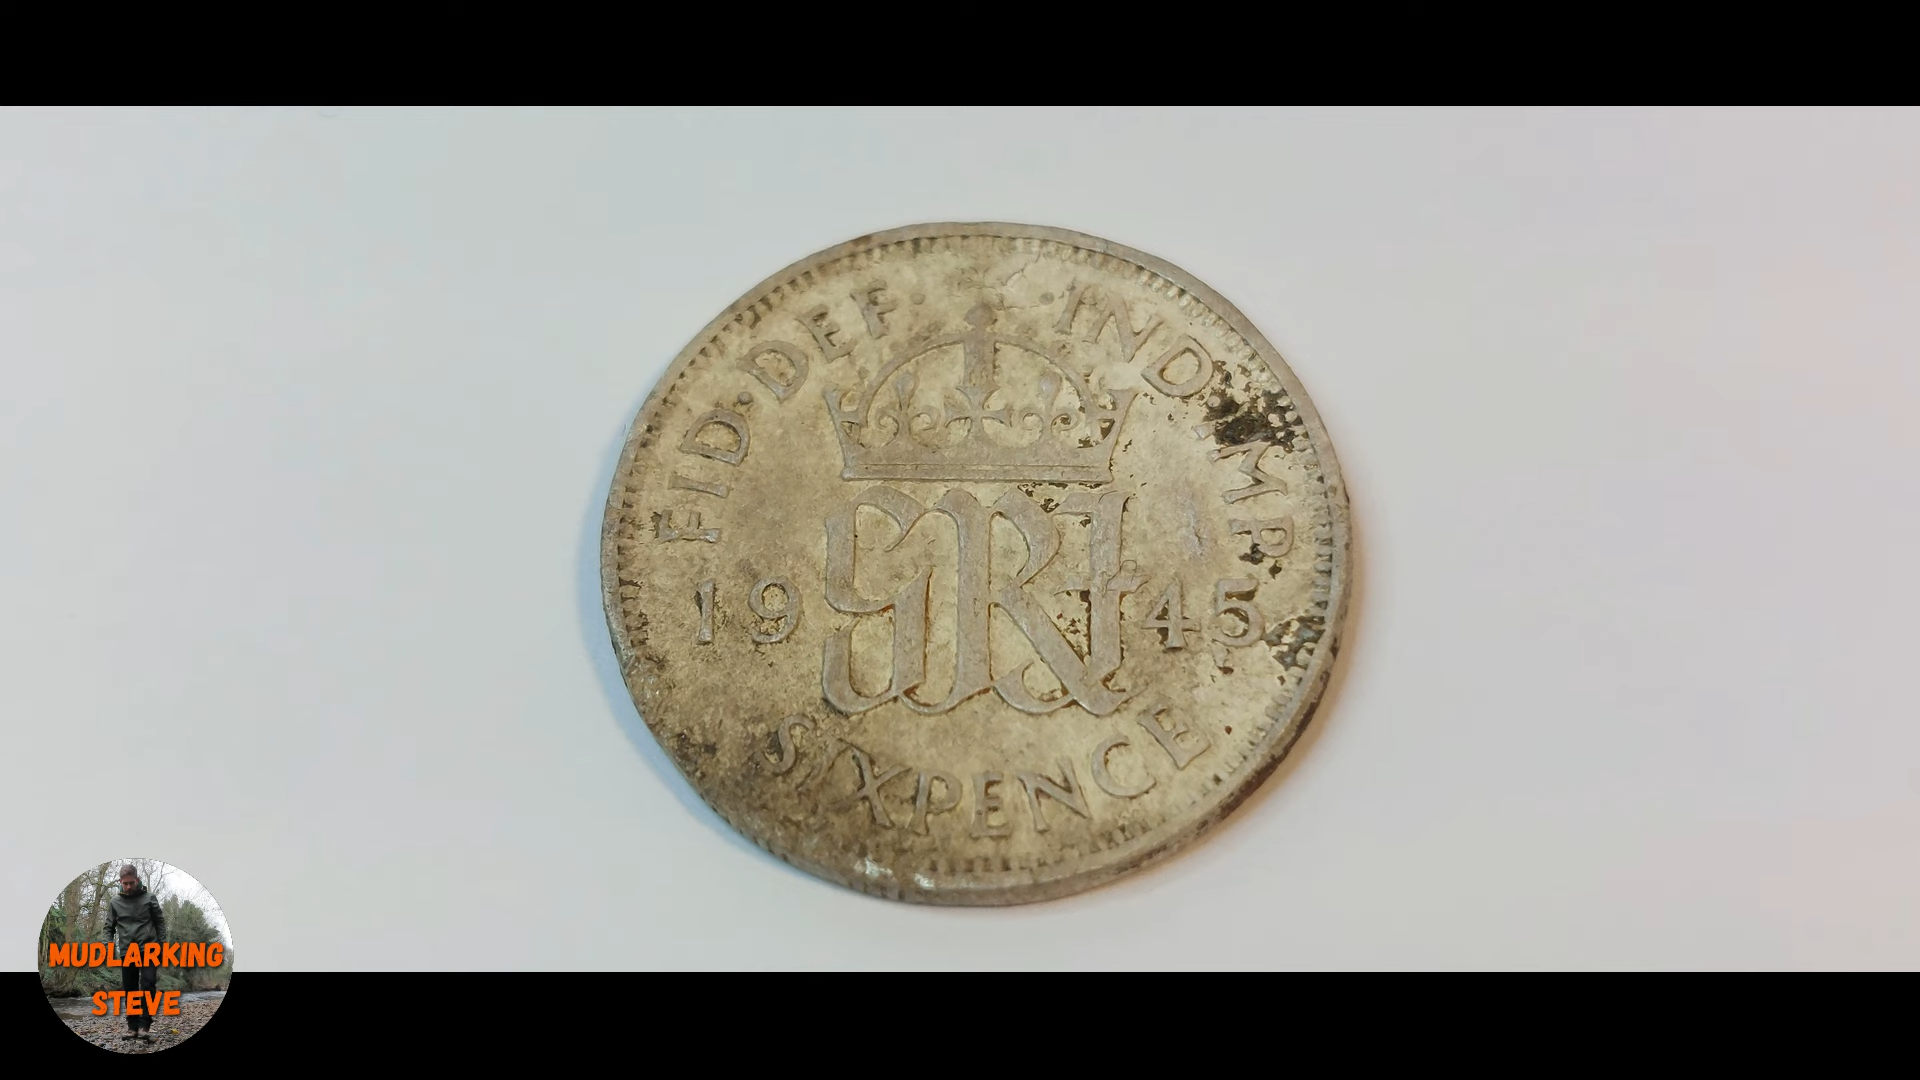 FID·DEF· ·IND·IMP
19 GRI 45
SIXPENCE
MUDLARKING
STEVE